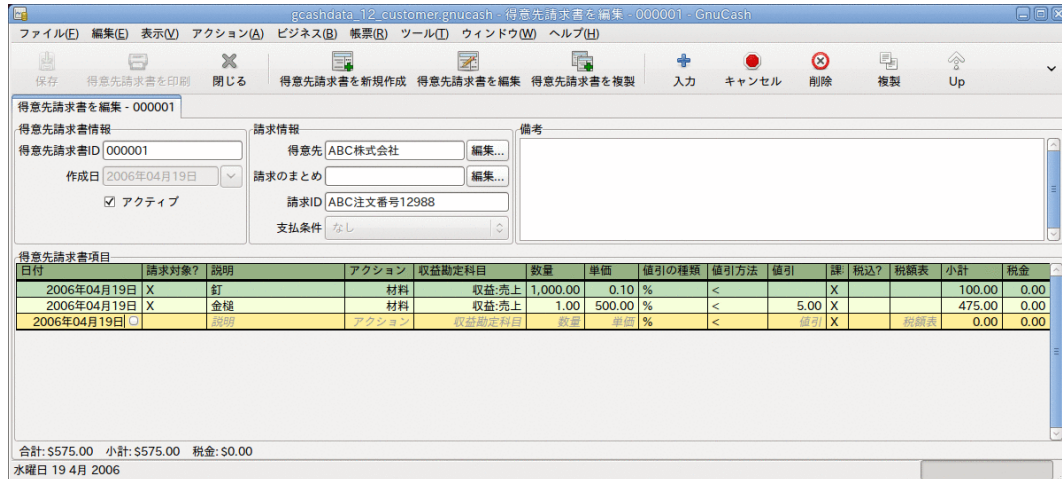 gcashdata_12_customer.gnucash - 得意先請求書を編集 - 000001 - GnuCash
ファイル(F) 編集(E) 表示(V) アクション(A) ビジネス(B) 帳票(R) ツール(T) ウィンドウ(W) ヘルプ(H)
保存 得意先請求書を印刷 閉じる 得意先請求書を新規作成 得意先請求書を編集 得意先請求書を複製 入力 キャンセル 削除 複製 Up
得意先請求書を編集 - 000001
得意先請求書情報 請求情報 備考
得意先請求書ID 000001 得意先 ABC株式会社 編集...
作成日 2006年04月19日 請求のまとめ 編集...
アクティブ 請求ID ABC注文番号12988
支払条件 なし
得意先請求書項目
日付 請求対象? 説明 アクション 収益勘定科目 数量 単価 値引の種類 値引方法 値引 課 税込? 税額表 小計 税金
2006年04月19日 X 釘 材料 収益:売上 1,000.00 0.10 % < X 100.00 0.00
2006年04月19日 X 金槌 材料 収益:売上 1.00 500.00 % < 5.00 X 475.00 0.00
2006年04月19日 説明 アクション 収益勘定科目 数量 単価 % < 値引 X 税額表 0.00 0.00
合計: $575.00 小計: $575.00 税金: $0.00
水曜日 19 4月 2006